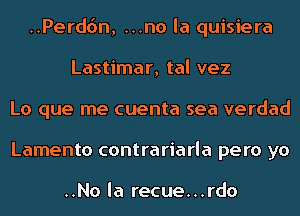 ..Perdón, ...no la quisiera
Lastimar, tal vez
Lo que me cuenta sea verdad
Lamento contrariarla pero yo
..No la recue...rdo